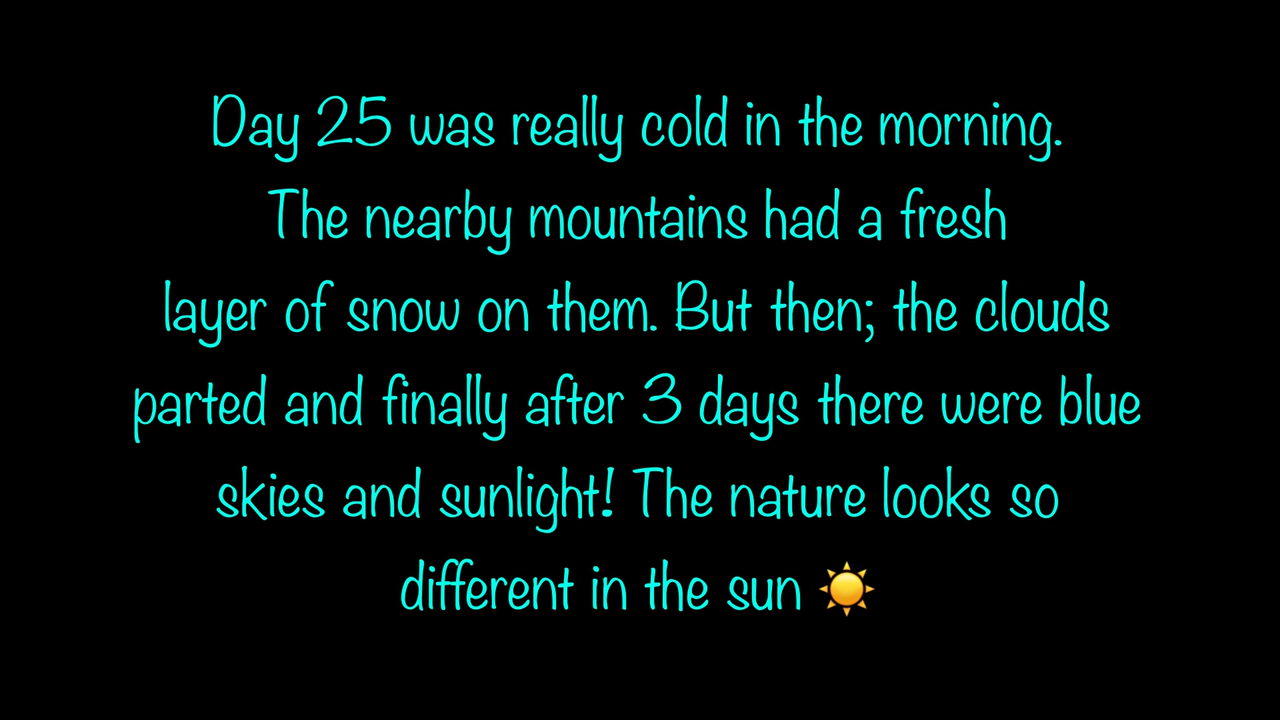 Day 25 was really cold in the morning.
The nearby mountains had a fresh
layer of snow on them. But then; the clouds
parted and finally after 3 days there were blue
skies and sunlight! The nature looks so
different in the sun ☀️